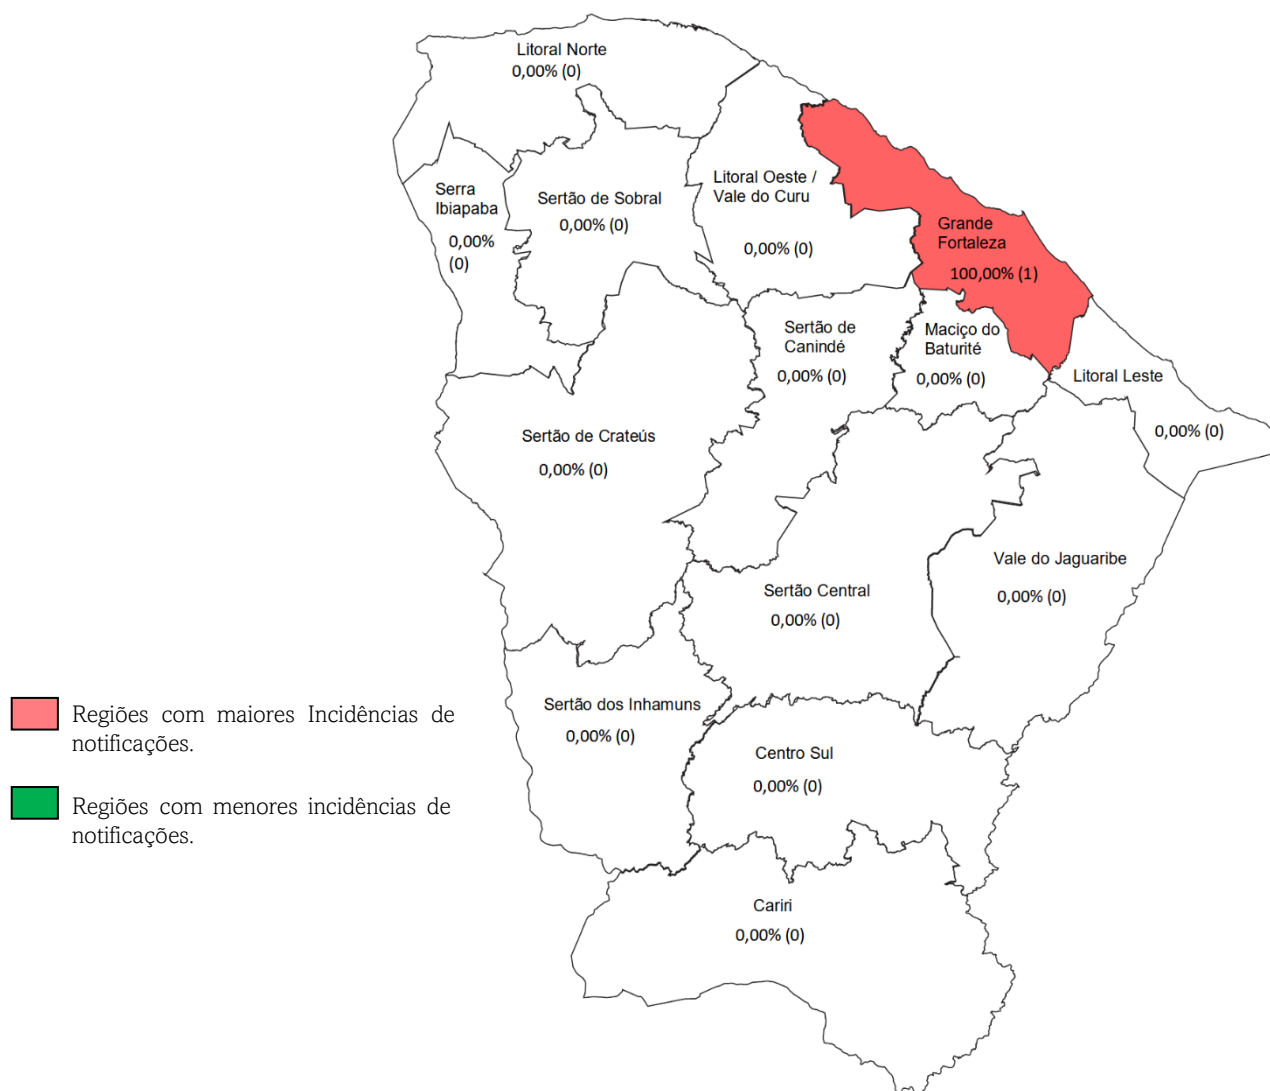 Litoral Norte
0,00% (0)
Litoral Oeste /
Vale do Curu
0,00% (0)
Serra
Ibiapaba
0,00%
(0)
Sertão de Sobral
0,00% (0)
Grande
Fortaleza
100,00% (1)
Sertão de
Canindé
0,00% (0)
Maciço do
Baturité
0,00% (0)
Litoral Leste
0,00% (0)
Sertão de Crateús
0,00% (0)
Vale do Jaguaribe
0,00% (0)
Sertão Central
0,00% (0)
Sertão dos Inhamuns
0,00% (0)
Centro Sul
0,00% (0)
Cariri
0,00% (0)
Regiões com maiores Incidências de
notificações.
Regiões com menores incidências de
notificações.